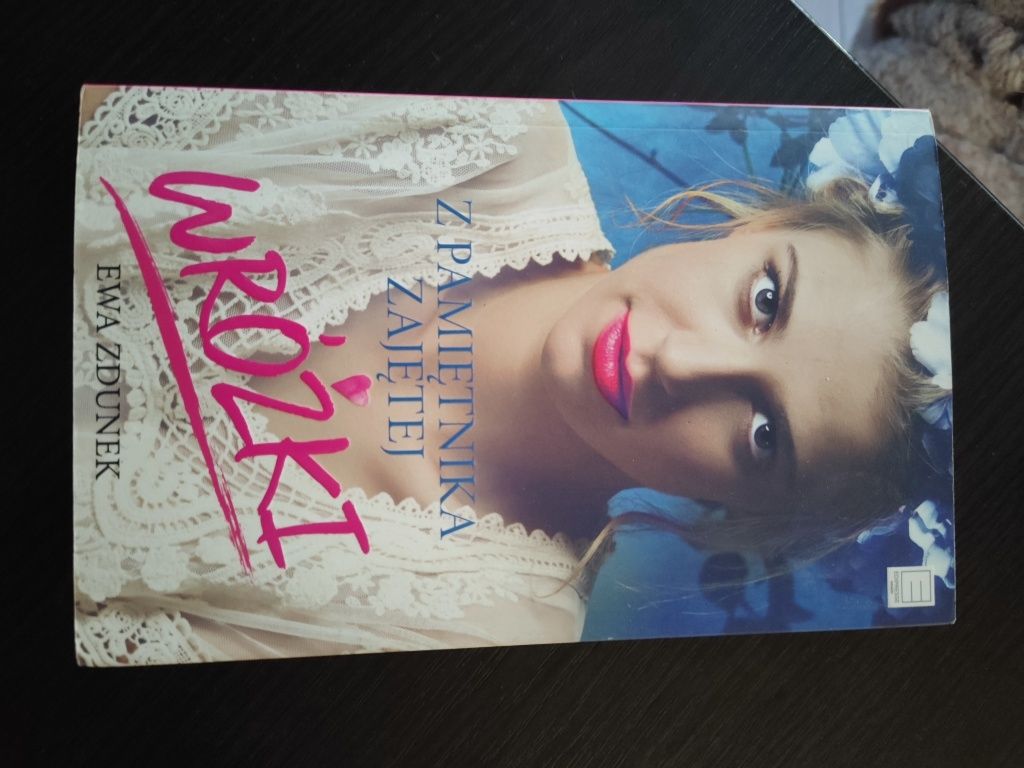 Z PAMIĘTNIKA
ZAJĘTEJ
WRÓŻKI
EWA ZDUNEK